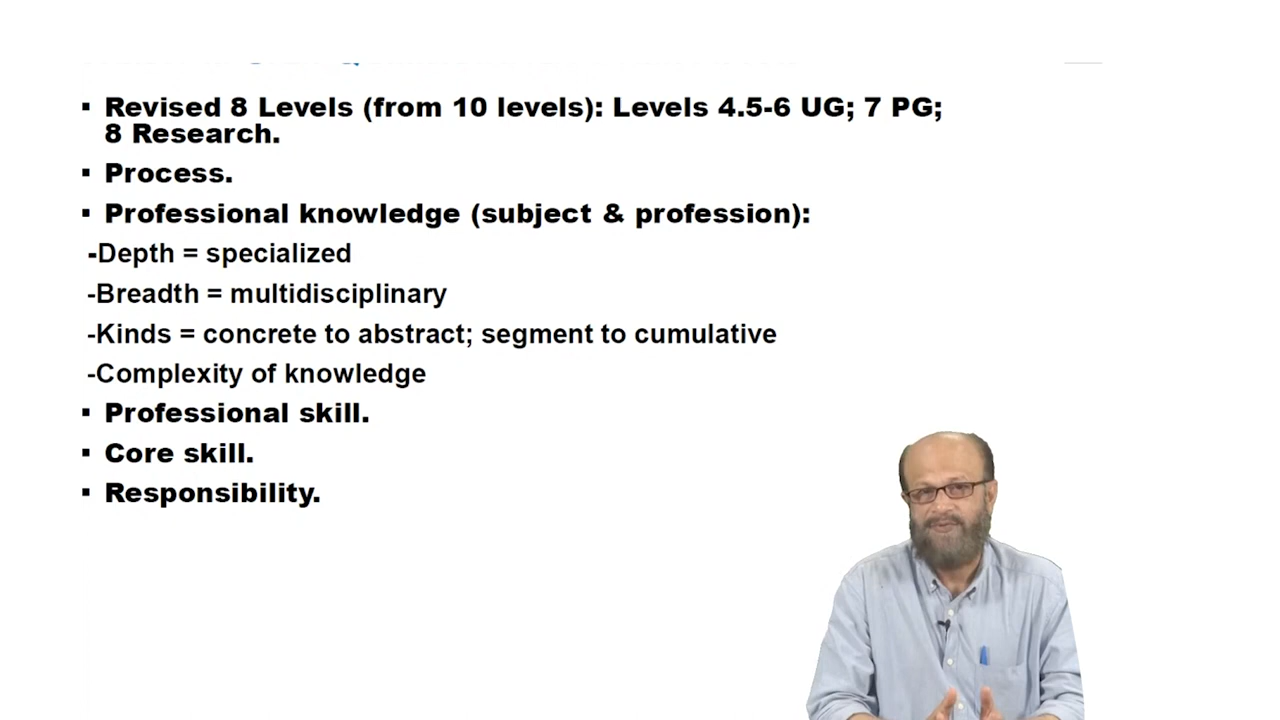 ▪ Revised 8 Levels (from 10 levels): Levels 4.5-6 UG; 7 PG;
8 Research.
▪ Process.
▪ Professional knowledge (subject & profession):
-Depth = specialized
-Breadth = multidisciplinary
-Kinds = concrete to abstract; segment to cumulative
-Complexity of knowledge
▪ Professional skill.
▪ Core skill.
▪ Responsibility.